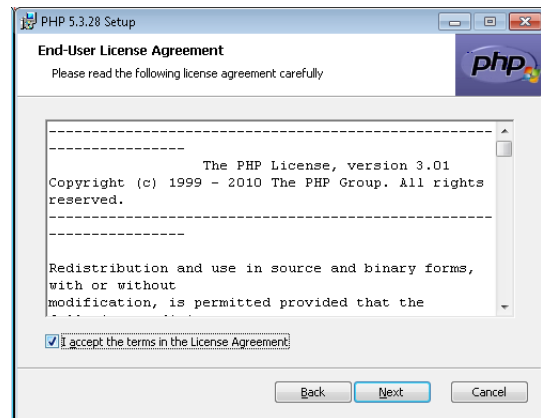 PHP 5.3.28 Setup
End-User License Agreement
Please read the following license agreement carefully
php
--------------------------------------------------
----------------
The PHP License, version 3.01
Copyright (c) 1999 - 2010 The PHP Group. All rights
reserved.
--------------------------------------------------
----------------
Redistribution and use in source and binary forms,
with or without
modification, is permitted provided that the
I accept the terms in the License Agreement
Back
Next
Cancel